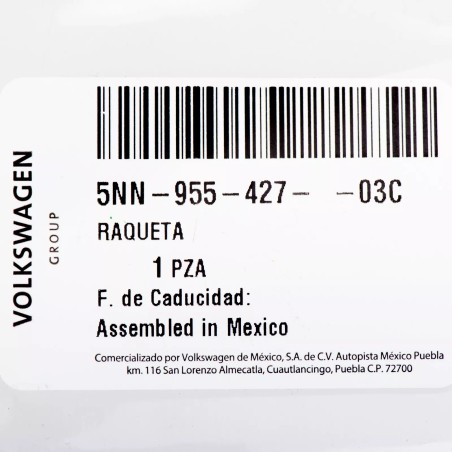 VOLKSWAGEN
GROUP
5NN-955-427- -03C
RAQUETA
1 PZA
F. de Caducidad:
Assembled in Mexico
Comercializado por Volkswagen de México, S.A. de C.V. Autopista México Puebla
km. 116 San Lorenzo Almecatla, Cuautlancingo, Puebla C.P. 72700